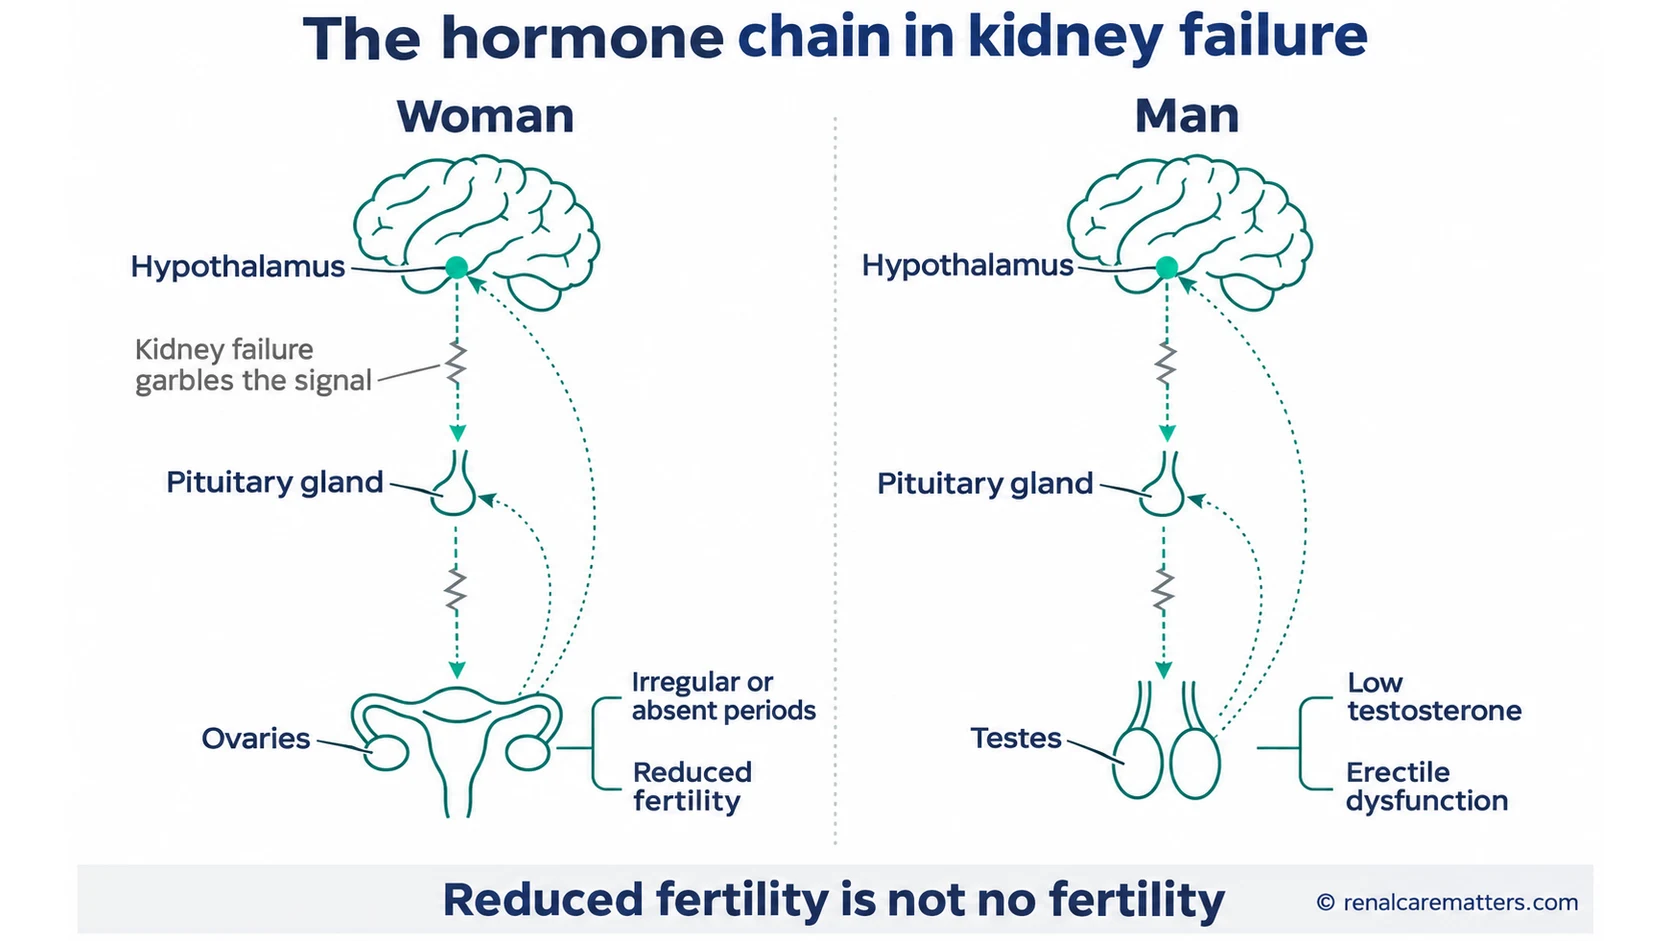 The hormone chain in kidney failure
Woman
Hypothalamus
Kidney failure
garbles the signal
Pituitary gland
Ovaries
Irregular or
absent periods
Reduced
fertility
Man
Hypothalamus
Pituitary gland
Testes
Low
testosterone
Erectile
dysfunction
Reduced fertility is not no fertility
© renalcarematters.com